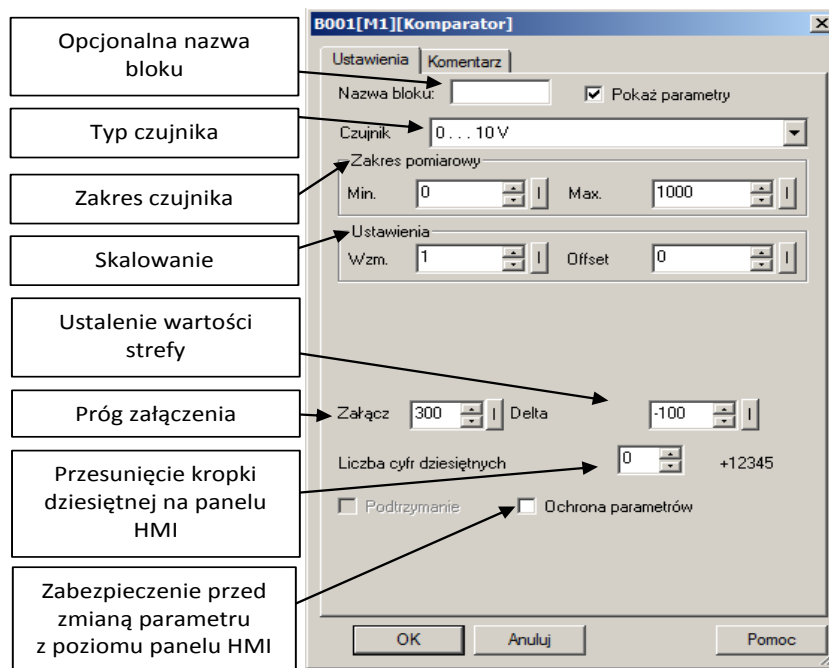 B001[M1][Komparator]
Opcjonalna nazwa
bloku
Typ czujnika
Zakres czujnika
Skalowanie
Ustalenie wartości
strefy
Próg załączenia
Przesunięcie kropki
dziesiętnej na panelu
HMI
Zabezpieczenie przed
zmianą parametru
z poziomu panelu HMI
Ustawienia Komentarz
Nazwa bloku: Pokaż parametry
Czujnik 0 . . . 10 V
Zakres pomiarowy
Min. 0 I Max. 1000 I
Ustawienia
Wzm. 1 I Offset 0 I
Załącz 300 I Delta -100 I
Liczba cyfr dziesiętnych 0 +12345
Podtrzymanie Ochrona parametrów
OK Anuluj Pomoc